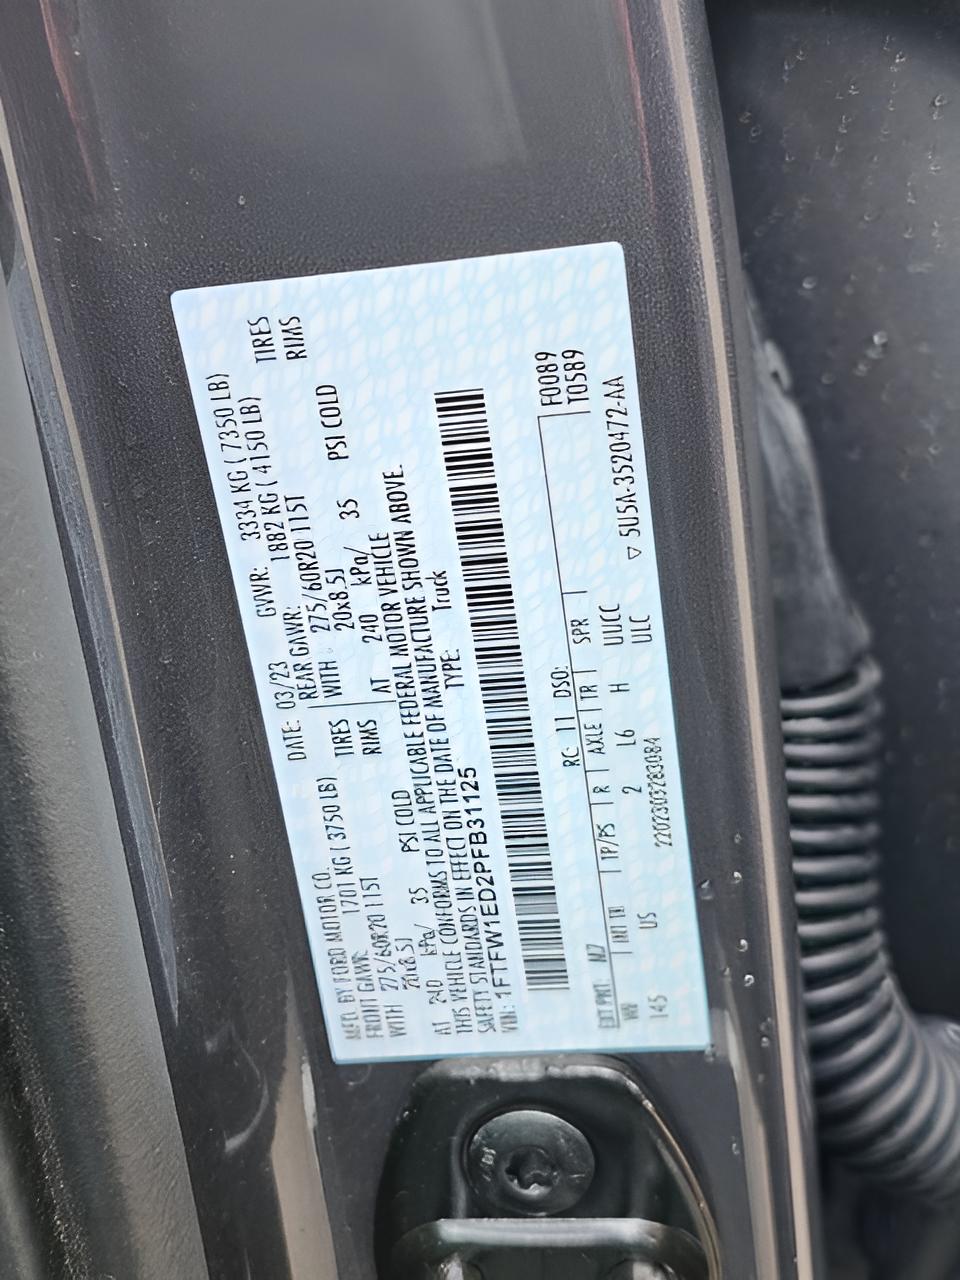 MFD. BY FORD MOTOR CO.
DATE: 03/23 GVWR: 3334 KG ( 7350 LB)
FRONT GAWR: 1701 KG ( 3750 LB)
REAR GAWR: 1882 KG ( 4150 LB)
WITH 275/60R20 115T TIRES
WITH 275/60R20 115T TIRES
20x8.5J RIMS
20x8.5J RIMS
AT 240 kPa/ 35 PSI COLD
AT 240 kPa/ 35 PSI COLD
THIS VEHICLE CONFORMS TO ALL APPLICABLE FEDERAL MOTOR VEHICLE
SAFETY STANDARDS IN EFFECT ON THE DATE OF MANUFACTURE SHOWN ABOVE.
VIN: 1FTFW1ED2PFB31125 TYPE: Truck
F0089
RC 11 DSO: T0589
EXT PNT: M7
WB INT TR TP/PS R AXLE TR SPR
145 US 2 L6 H UUCC
ULC
2202303283084
▽ 5U5A-3520472-AA